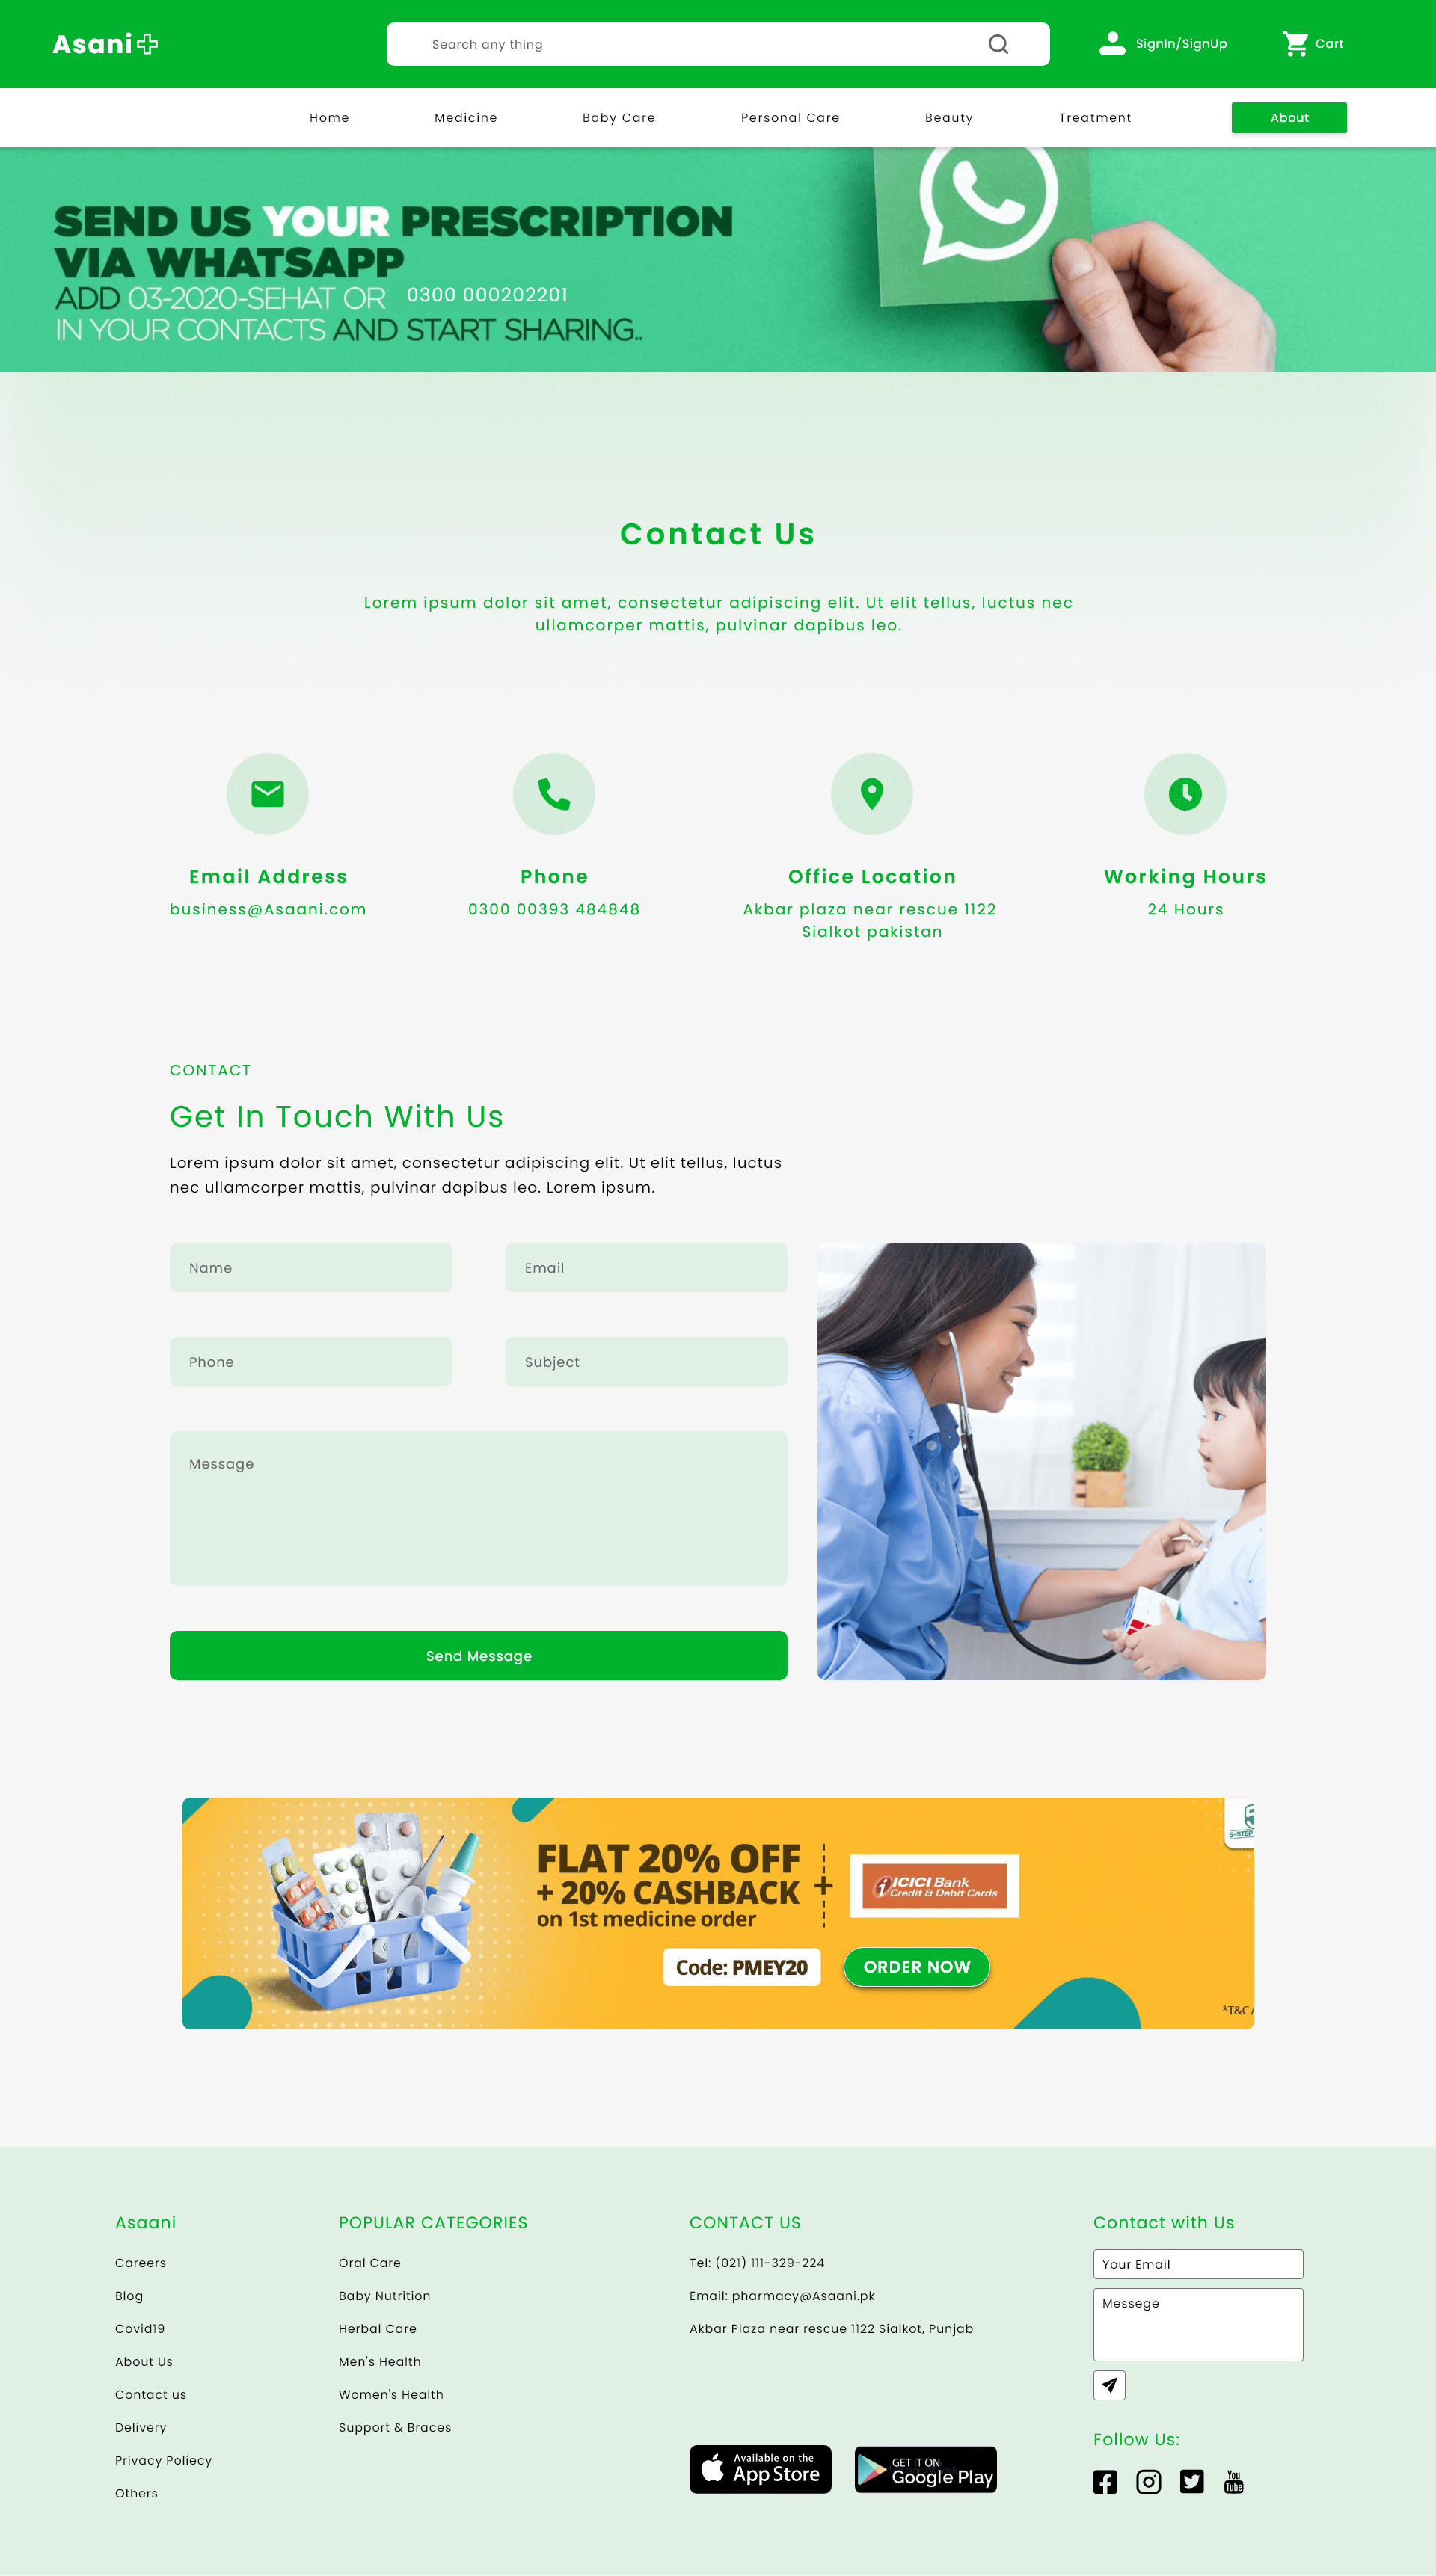 Asani
Search any thing
SignIn/SignUp
Cart
Home
Medicine
Baby Care
Personal Care
Beauty
Treatment
About
SEND US YOUR PRESCRIPTION
VIA WHATSAPP
ADD 03-2020-SEHAT OR 0300 000202201
IN YOUR CONTACTS AND START SHARING..
Contact Us
Lorem ipsum dolor sit amet, consectetur adipiscing elit. Ut elit tellus, luctus nec
ullamcorper mattis, pulvinar dapibus leo.
Email Address
business@Asaani.com
Phone
0300 00393 484848
Office Location
Akbar plaza near rescue 1122
Sialkot pakistan
Working Hours
24 Hours
CONTACT
Get In Touch With Us
Lorem ipsum dolor sit amet, consectetur adipiscing elit. Ut elit tellus, luctus
nec ullamcorper mattis, pulvinar dapibus leo. Lorem ipsum.
Name
Email
Phone
Subject
Message
Send Message
FLAT 20% OFF
+ 20% CASHBACK
on 1st medicine order
+
ICICI Bank
Credit & Debit Cards
Code: PMEY20
ORDER NOW
5-STEP
*T&C
Asaani
Careers
Blog
Covid19
About Us
Contact us
Delivery
Privacy Poliecy
Others
POPULAR CATEGORIES
Oral Care
Baby Nutrition
Herbal Care
Men's Health
Women's Health
Support & Braces
CONTACT US
Tel: (021) 111-329-224
Email: pharmacy@Asaani.pk
Akbar Plaza near rescue 1122 Sialkot, Punjab
Available on the
App Store
GET IT ON
Google Play
Contact with Us
Your Email
Messege
Follow Us:
You
Tube